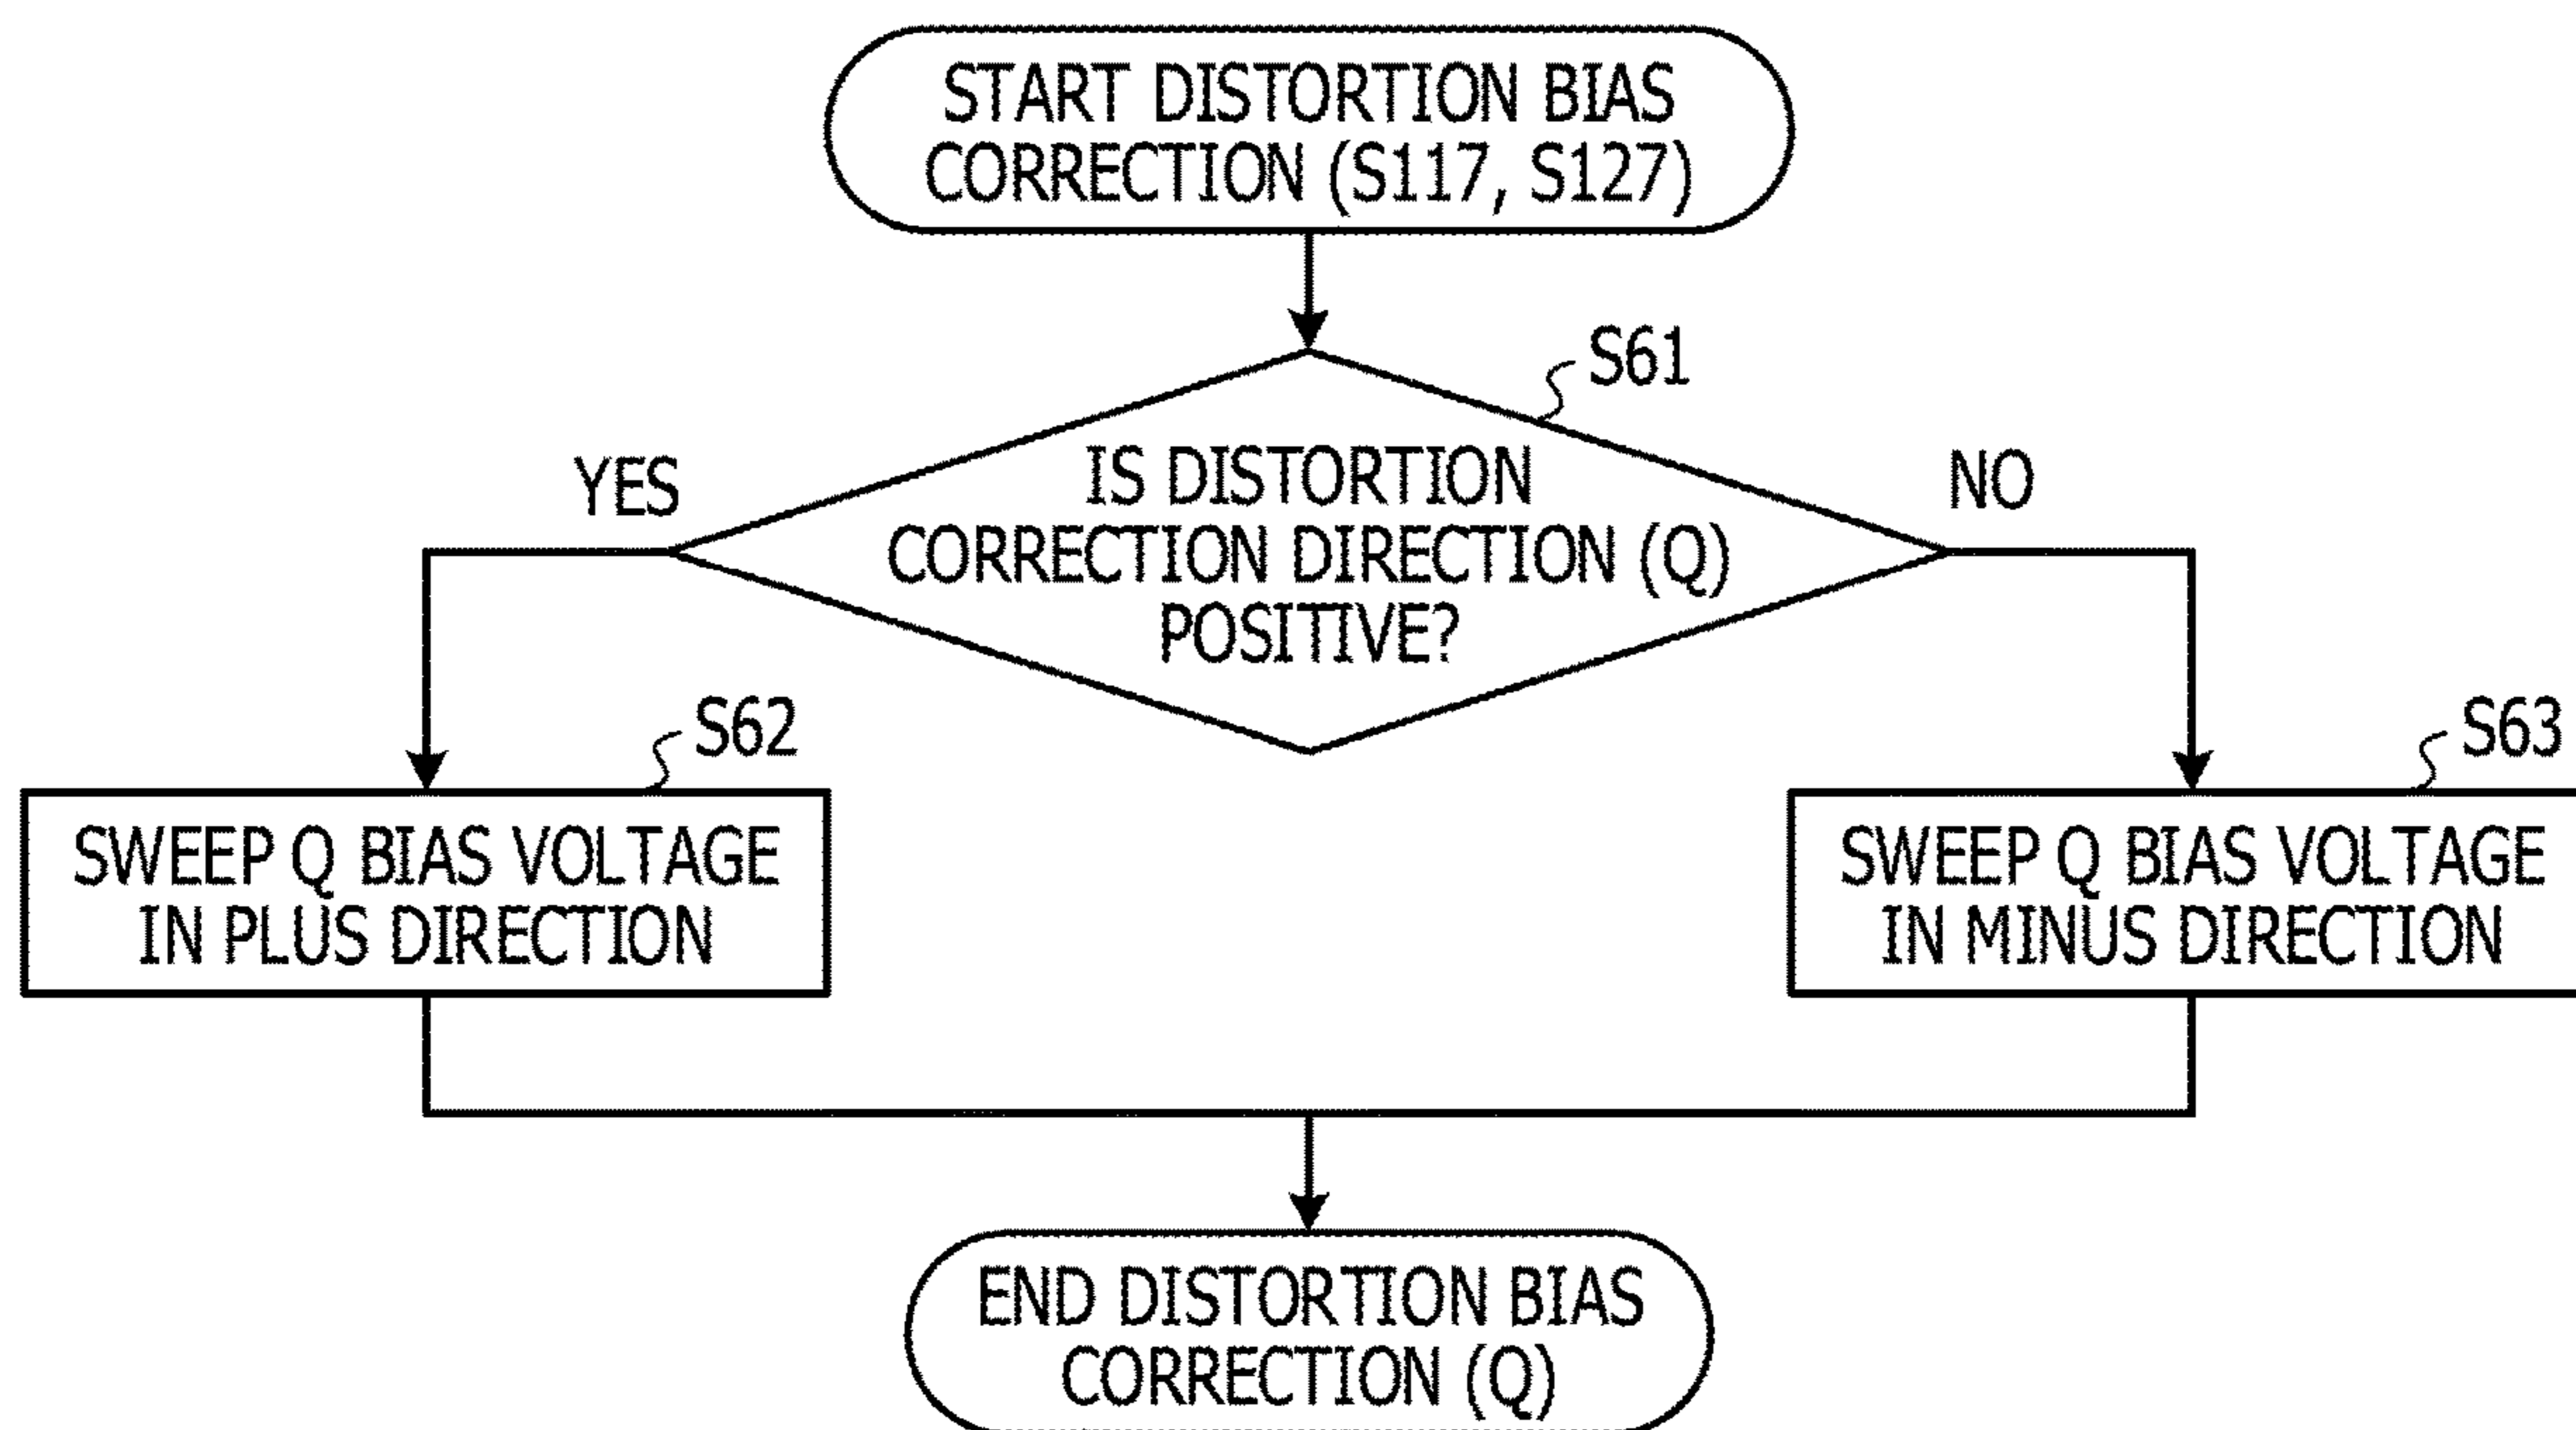 START DISTORTION BIAS
CORRECTION (S117, S127)
S61
IS DISTORTION
CORRECTION DIRECTION (Q)
POSITIVE?
YES
NO
S62
SWEEP Q BIAS VOLTAGE
IN PLUS DIRECTION
S63
SWEEP Q BIAS VOLTAGE
IN MINUS DIRECTION
END DISTORTION BIAS
CORRECTION (Q)